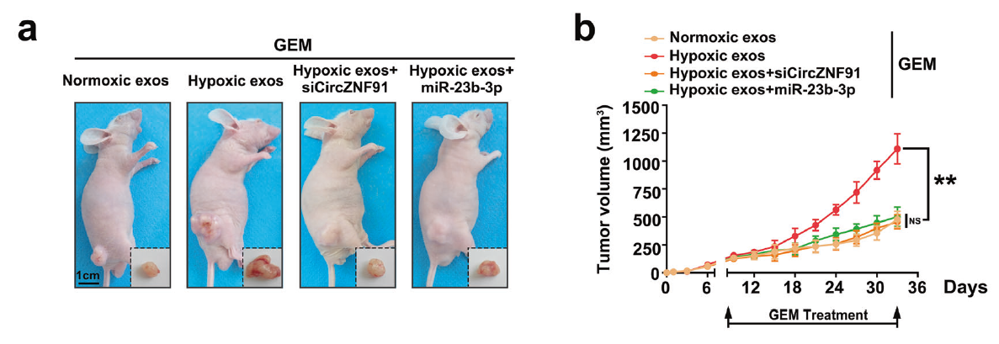 a
GEM
Normoxic exos
Hypoxic exos
Hypoxic exos+
siCircZNF91
Hypoxic exos+
miR-23b-3p
1cm
b
Normoxic exos
Hypoxic exos
Hypoxic exos+siCircZNF91
Hypoxic exos+miR-23b-3p
GEM
Tumor volume (mm³)
1500
1250
1000
750
500
250
0
**
NS
0 6 12 18 24 30 36 Days
GEM Treatment